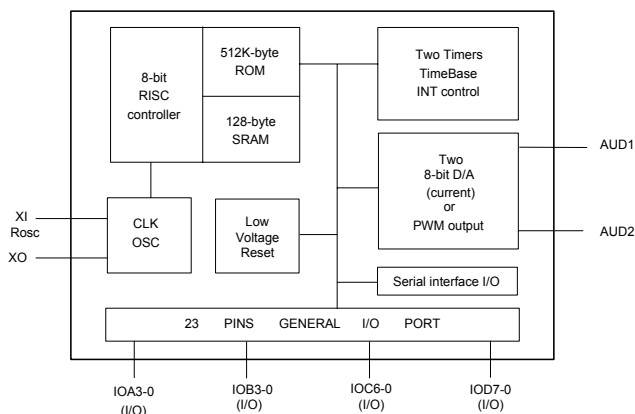 8-bit
RISC
controller
512K-byte
ROM
128-byte
SRAM
Two Timers
TimeBase
INT control
Two
8-bit D/A
(current)
or
PWM output
AUD1
AUD2
XI
Rosc
XO
CLK
OSC
Low
Voltage
Reset
Serial interface I/O
23 PINS GENERAL I/O PORT
IOA3-0
(I/O)
IOB3-0
(I/O)
IOC6-0
(I/O)
IOD7-0
(I/O)